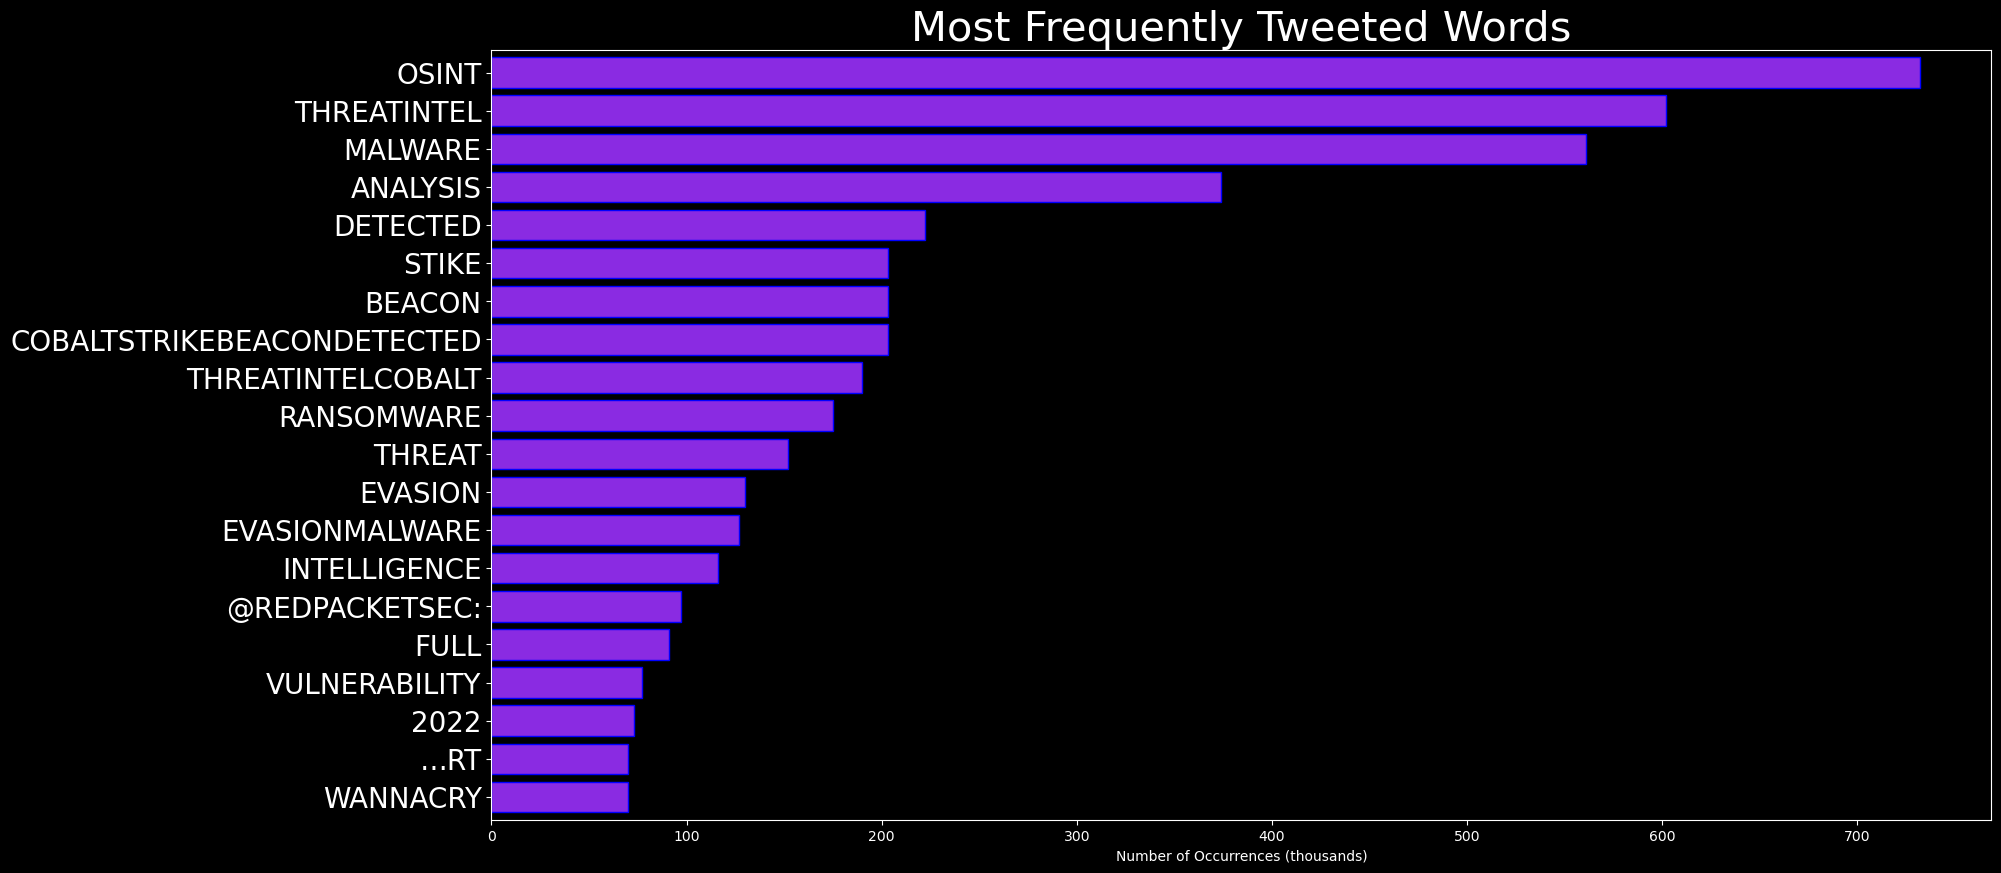 Most Frequently Tweeted Words
OSINT
THREATINTEL
MALWARE
ANALYSIS
DETECTED
STIKE
BEACON
COBALTSTRIKEBEACONDETECTED
THREATINTELCOBALT
RANSOMWARE
THREAT
EVASION
EVASIONMALWARE
INTELLIGENCE
@REDPACKETSEC:
FULL
VULNERABILITY
2022
…RT
WANNACRY
0 100 200 300 400 500 600 700
Number of Occurrences (thousands)